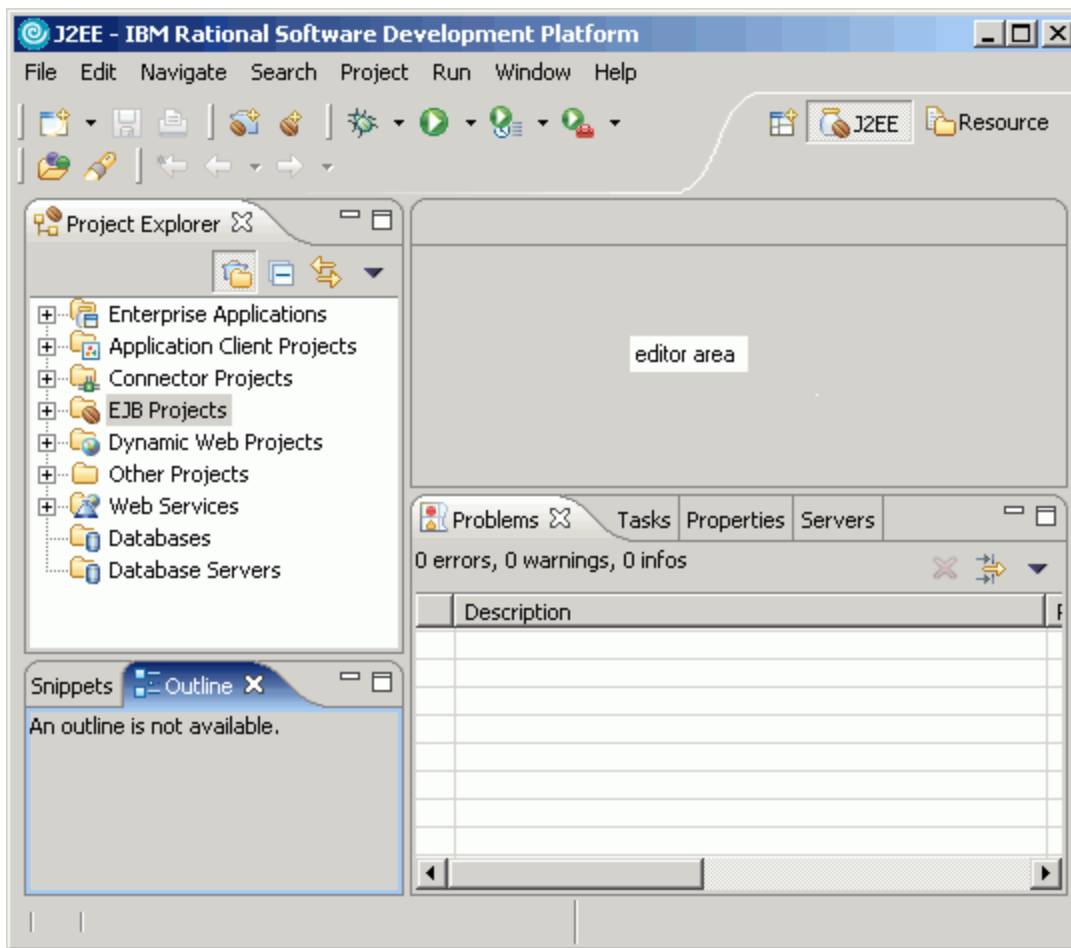 J2EE - IBM Rational Software Development Platform
File Edit Navigate Search Project Run Window Help
J2EE Resource
Project Explorer
Enterprise Applications
Application Client Projects
Connector Projects
EJB Projects
Dynamic Web Projects
Other Projects
Web Services
Databases
Database Servers
editor area
Problems Tasks Properties Servers
0 errors, 0 warnings, 0 infos
Description
Snippets Outline
An outline is not available.